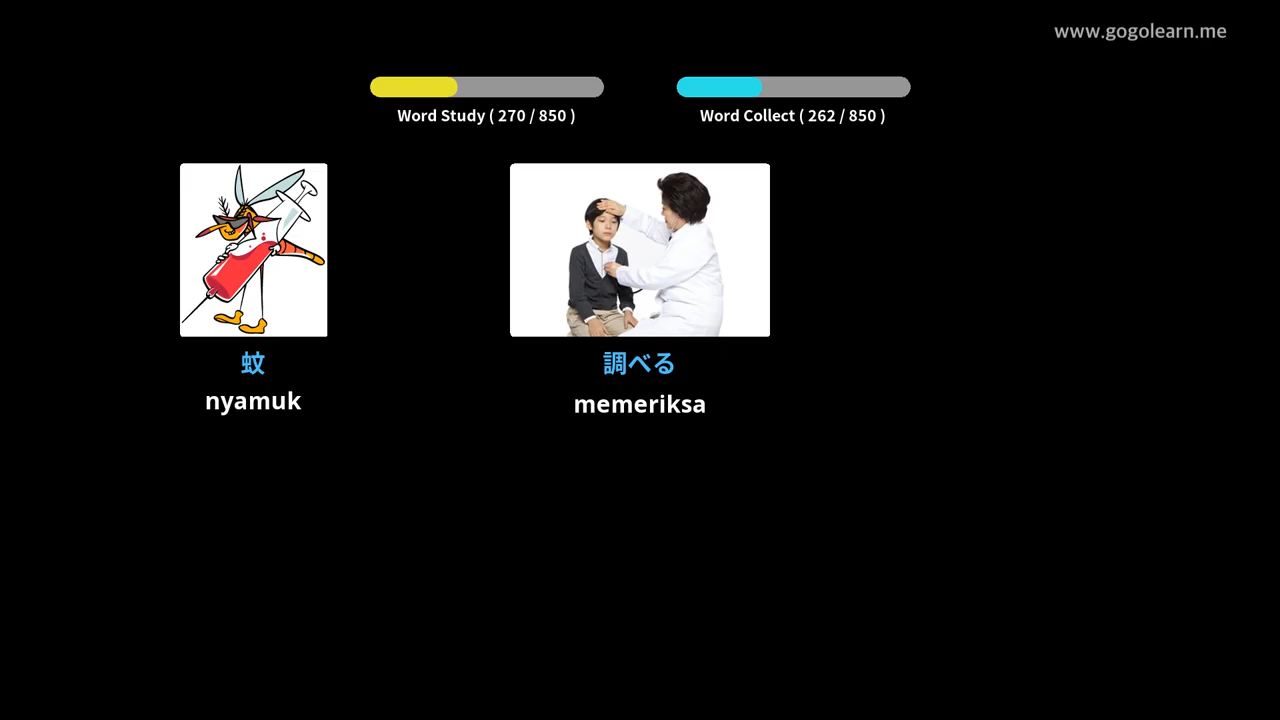 www.gogolearn.me
Word Study ( 270 / 850 )
Word Collect ( 262 / 850 )
蚊
nyamuk
調べる
memeriksa